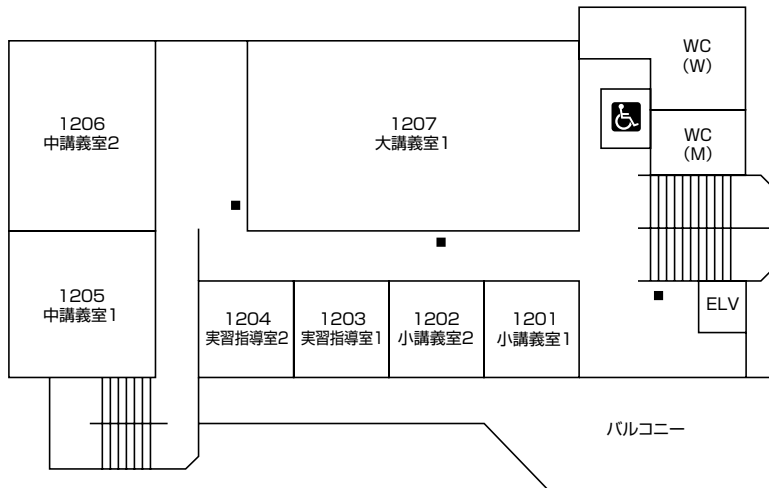 WC
(W)
1206
中講義室2
1207
大講義室1
WC
(M)
1205
中講義室1
1204
実習指導室2
1203
実習指導室1
1202
小講義室2
1201
小講義室1
ELV
バルコニー